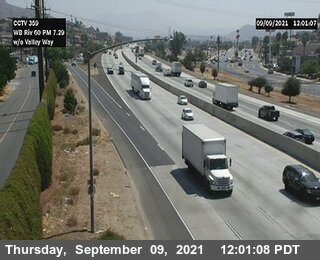 CCTV 359
09/09/2021 12:01:07
WB Riv 60 PM 7.29
w/o Valley Way
Thursday, September 09, 2021 12:01:08 PDT